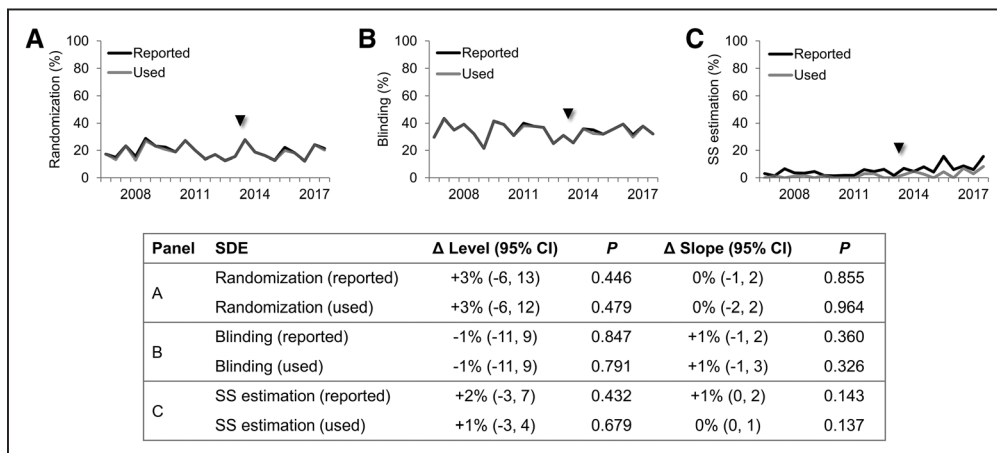 A
B
C
100
80
60
40
20
0
Randomization (%)
Reported
Used
2008 2011 2014 2017
100
80
60
40
20
0
Blinding (%)
Reported
Used
2008 2011 2014 2017
100
80
60
40
20
0
SS estimation (%)
Reported
Used
2008 2011 2014 2017
Panel SDE Δ Level (95% CI) P Δ Slope (95% CI) P
A
Randomization (reported) +3% (-6, 13) 0.446 0% (-1, 2) 0.855
Randomization (used) +3% (-6, 12) 0.479 0% (-2, 2) 0.964
B
Blinding (reported) -1% (-11, 9) 0.847 +1% (-1, 2) 0.360
Blinding (used) -1% (-11, 9) 0.791 +1% (-1, 3) 0.326
C
SS estimation (reported) +2% (-3, 7) 0.432 +1% (0, 2) 0.143
SS estimation (used) +1% (-3, 4) 0.679 0% (0, 1) 0.137